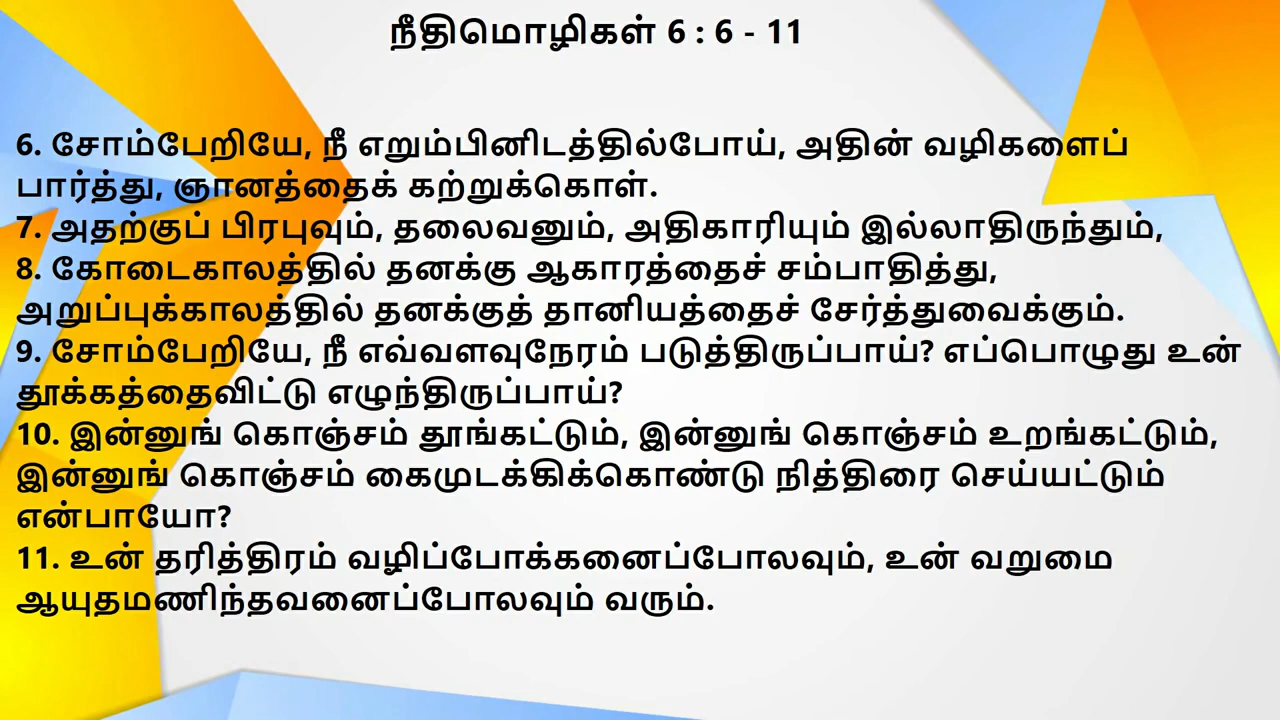 நீதிமொழிகள் 6 : 6 - 11
6. சோம்பேறியே, நீ எறும்பினிடத்தில்போய், அதின் வழிகளைப்
பார்த்து, ஞானத்தைக் கற்றுக்கொள்.
7. அதற்குப் பிரபுவும், தலைவனும், அதிகாரியும் இல்லாதிருந்தும்,
8. கோடைகாலத்தில் தனக்கு ஆகாரத்தைச் சம்பாதித்து,
அறுப்புக்காலத்தில் தனக்குத் தானியத்தைச் சேர்த்துவைக்கும்.
9. சோம்பேறியே, நீ எவ்வளவுநேரம் படுத்திருப்பாய்? எப்பொழுது உன்
தூக்கத்தைவிட்டு எழுந்திருப்பாய்?
10. இன்னுங் கொஞ்சம் தூங்கட்டும், இன்னுங் கொஞ்சம் உறங்கட்டும்,
இன்னுங் கொஞ்சம் கைமுடக்கிக்கொண்டு நித்திரை செய்யட்டும்
என்பாயோ?
11. உன் தரித்திரம் வழிப்போக்கனைப்போலவும், உன் வறுமை
ஆயுதமணிந்தவனைப்போலவும் வரும்.